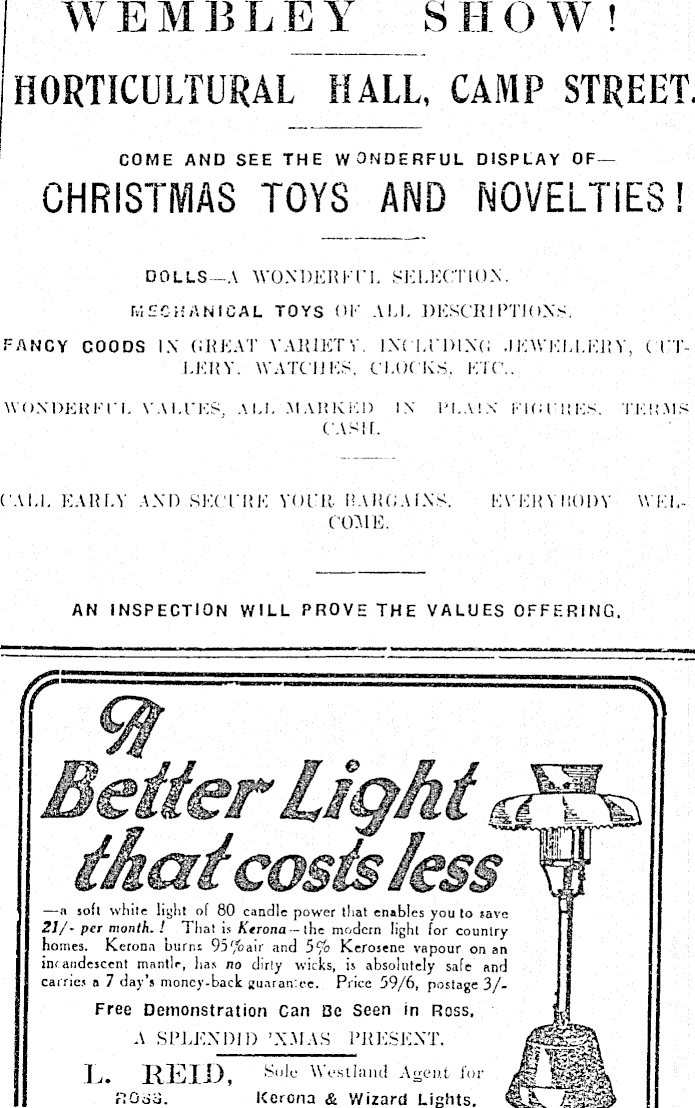 WEMBLEY SHOW!
HORTICULTURAL HALL, CAMP STREET.
COME AND SEE THE WONDERFUL DISPLAY OF—
CHRISTMAS TOYS AND NOVELTIES!
DOLLS—A WONDERFUL SELECTION.
MECHANICAL TOYS OF ALL DESCRIPTIONS.
FANCY GOODS IN GREAT VARIETY, INCLUDING JEWELLERY, CUT-
LERY, WATCHES, CLOCKS, ETC..
WONDERFUL VALUES, ALL MARKED IN PLAIN FIGURES. TERMS
CASH.
CALL EARLY AND SECURE YOUR BARGAINS. EVERYBODY WEL-
COME.
AN INSPECTION WILL PROVE THE VALUES OFFERING.
A
Better Light
that costs less
—a soft white light of 80 candle power that enables you to save
21/- per month. ! That is Kerona—the modern light for country
homes. Kerona burns 95% air and 5% Kerosene vapour on an
incandescent mantle, has no dirty wicks, is absolutely safe and
carries a 7 day's money-back guarantee. Price 59/6, postage 3/-
Free Demonstration Can Be Seen in Ross.
A SPLENDID 'XMAS PRESENT.
L. REID, Sole Westland Agent for
ROSS. Kerona & Wizard Lights.